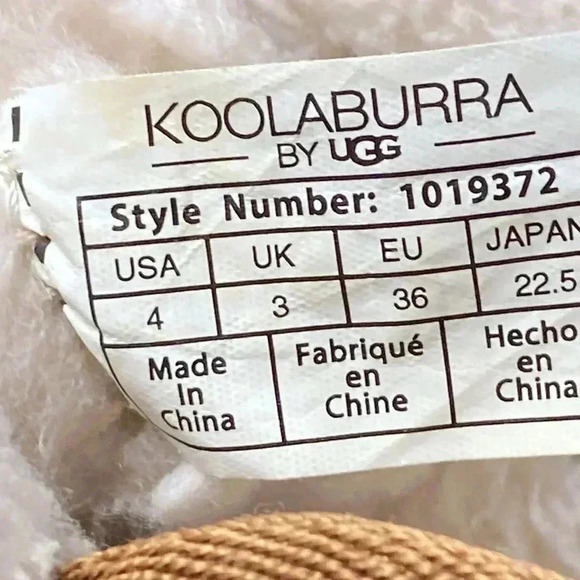 KOOLABURRA
BY UGG
Style Number: 1019372
USA UK EU JAPAN
4 3 36 22.5
Made Fabriqué Hecho
In en en
China Chine China